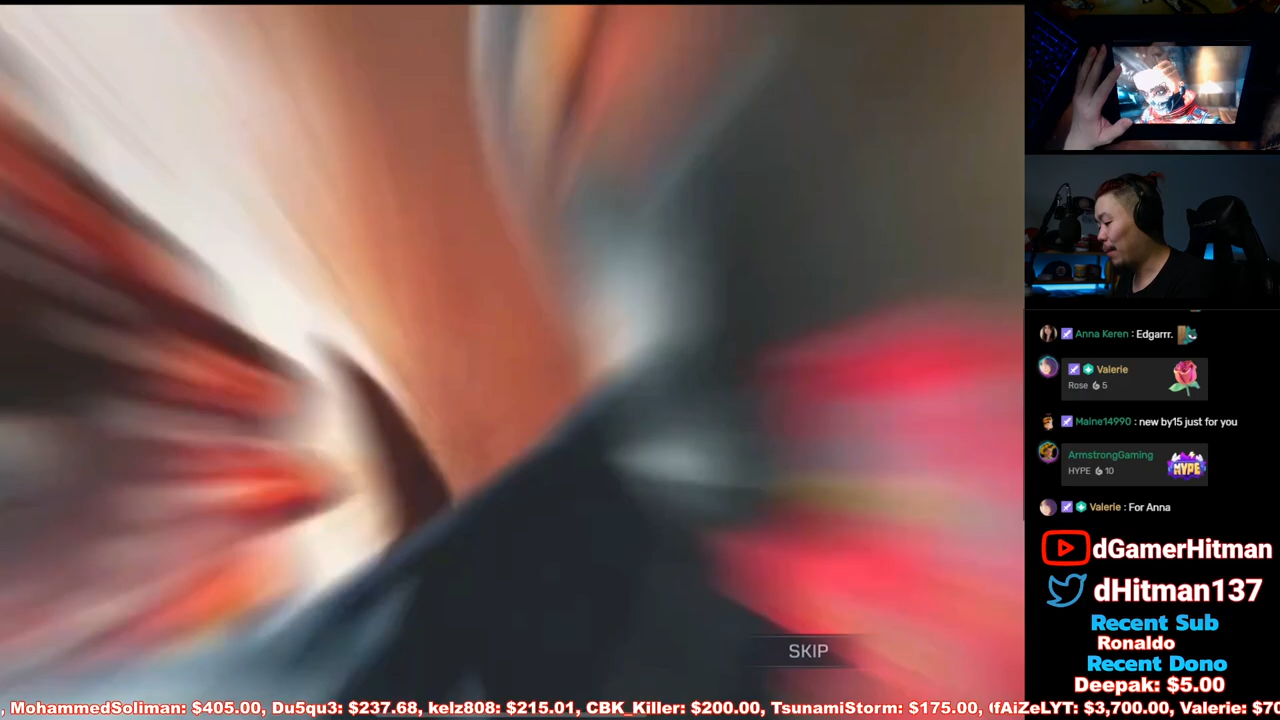 Anna Keren : Edgarrr.
Valerie
Rose 5
Maine14990 : new by15 just for you
ArmstrongGaming
HYPE 10
HYPE
Valerie : For Anna
dGamerHitman
dHitman137
Recent Sub
Ronaldo
Recent Dono
Deepak: $5.00
SKIP
, MohammedSoliman: $405.00, Du5qu3: $237.68, kelz808: $215.01, CBK_Killer: $200.00, TsunamiStorm: $175.00, (fAiZeLYT: $3,700.00, Valerie: $70